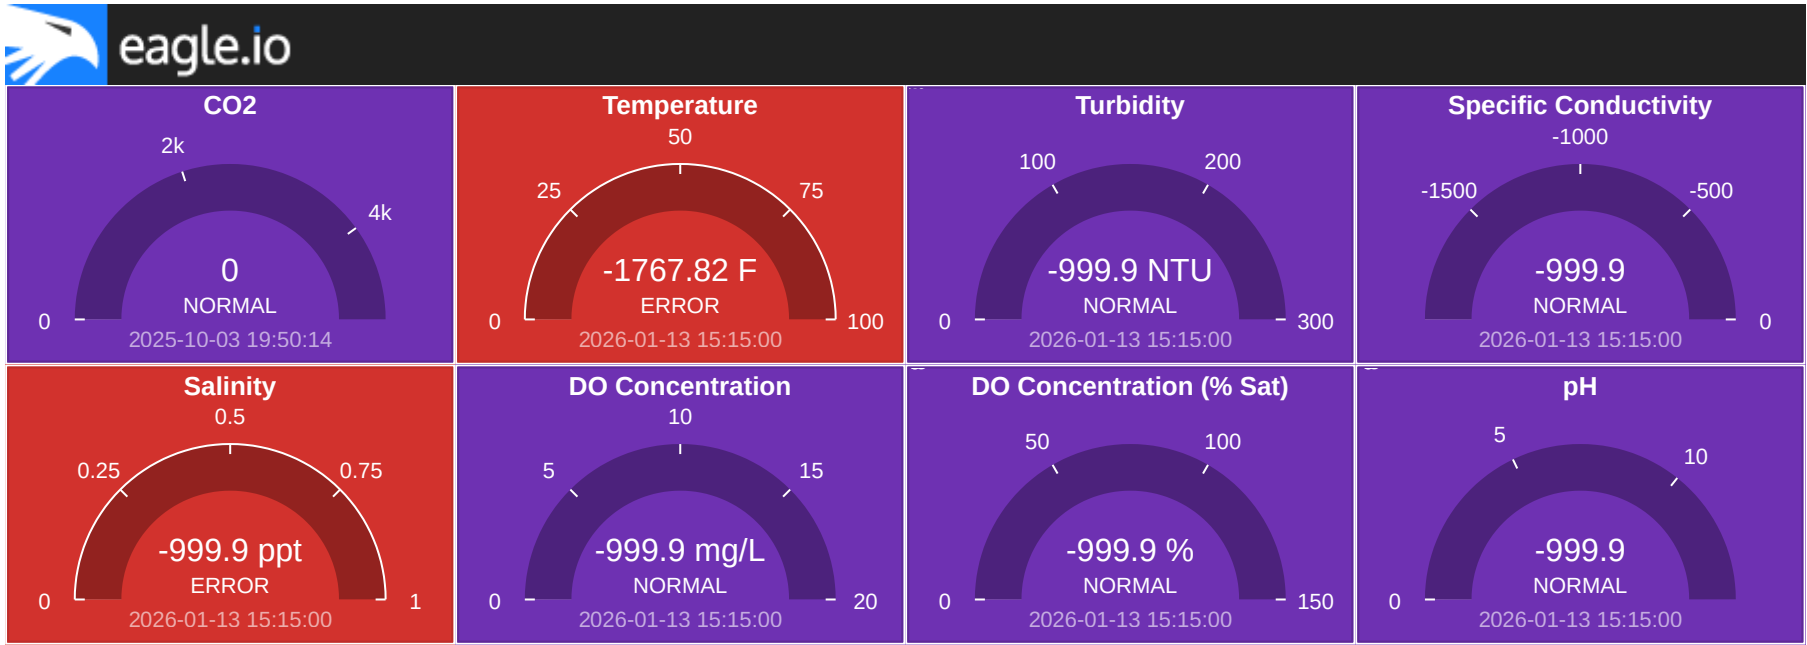 eagle.io
CO2
2k
4k
0
0
NORMAL
2025-10-03 19:50:14
Temperature
50
25
75
-1767.82 F
ERROR
0
100
2026-01-13 15:15:00
Turbidity
100
200
-999.9 NTU
NORMAL
0
300
2026-01-13 15:15:00
Specific Conductivity
-1000
-1500
-500
-999.9
NORMAL
0
2026-01-13 15:15:00
Salinity
0.5
0.25
0.75
-999.9 ppt
ERROR
0
1
2026-01-13 15:15:00
DO Concentration
10
5
15
-999.9 mg/L
NORMAL
0
20
2026-01-13 15:15:00
DO Concentration (% Sat)
50
100
-999.9 %
NORMAL
0
150
2026-01-13 15:15:00
pH
5
10
-999.9
NORMAL
0
2026-01-13 15:15:00